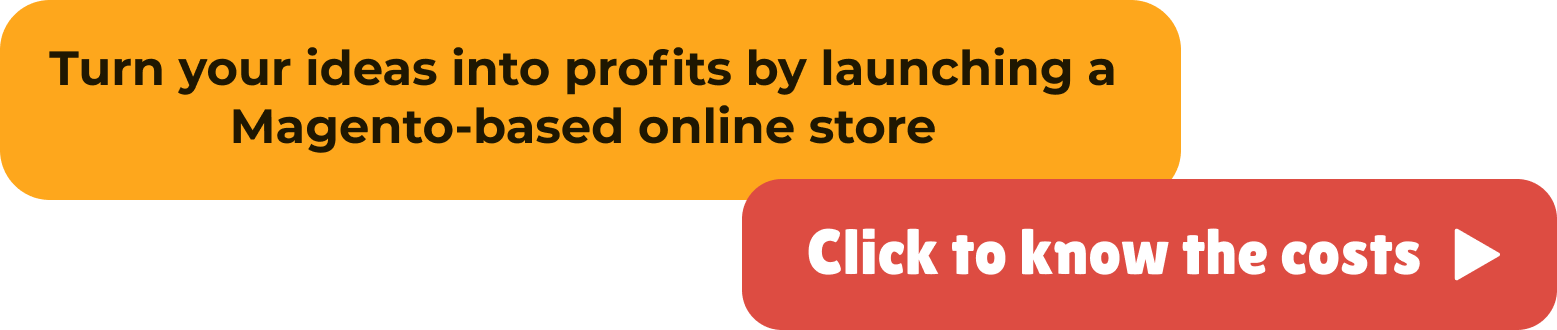 Turn your ideas into profits by launching a
Magento-based online store
Click to know the costs